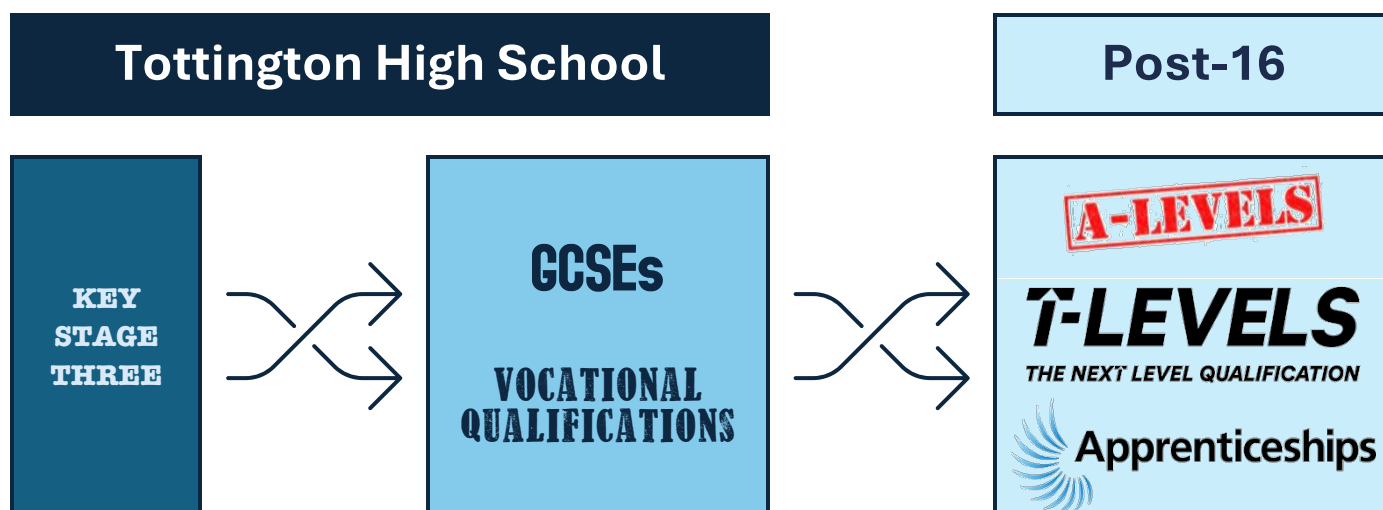 Tottington High School
Post-16
KEY
STAGE
THREE
GCSEs
VOCATIONAL
QUALIFICATIONS
A-LEVELS
T-LEVELS
THE NEXT LEVEL QUALIFICATION
Apprenticeships